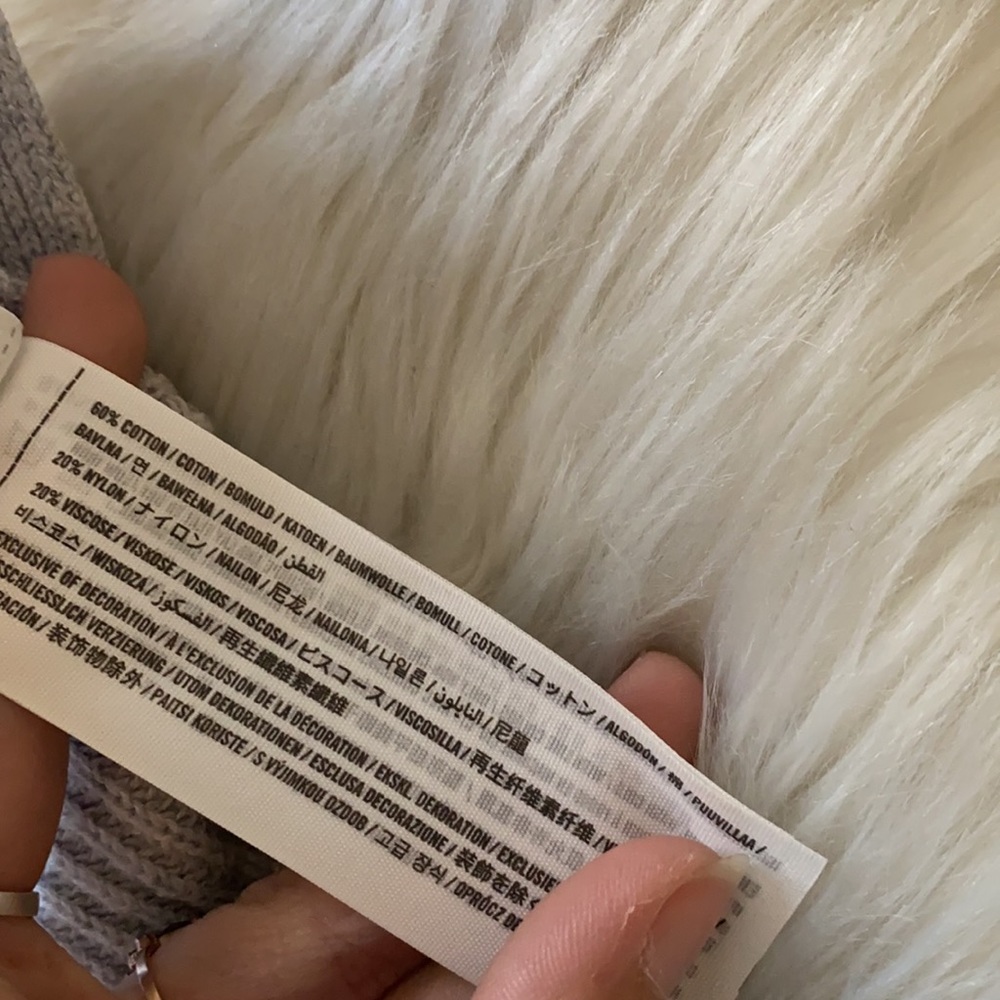 60% COTTON / COTON / BOMULD / KATOEN / BAUMWOLLE / BOMULL / COTONE / コットン / ALGODÓN / 棉 / PUUVILLAA /
BAVLNA / 면 / BAWEŁNA / ALGODÃO / القطن
20% NYLON / ナイロン / NAILON / 尼龙 / NAILONIA / 나일론 / النايلون / 尼龍
20% VISCOSE / VISKOSE / VISKOS / VISCOSA / ビスコース / VISCOSILLA / 再生纤维素纤维 /
비스코스 / WISKOZA / الفسكوز / 再生纖維素纖維
EXCLUSIVE OF DECORATION / À L'EXCLUSION DE LA DÉCORATION / EKSKL. DEKORATION /
VERZIERUNG / UTOM DEKORATIONEN / ESCLUSA DECORAZIONE / 装飾を除く
装饰物除外 / PAITSI KORISTE / S VÝJIMKOU OZDOB / 고급 장식 / OPRÓCZ